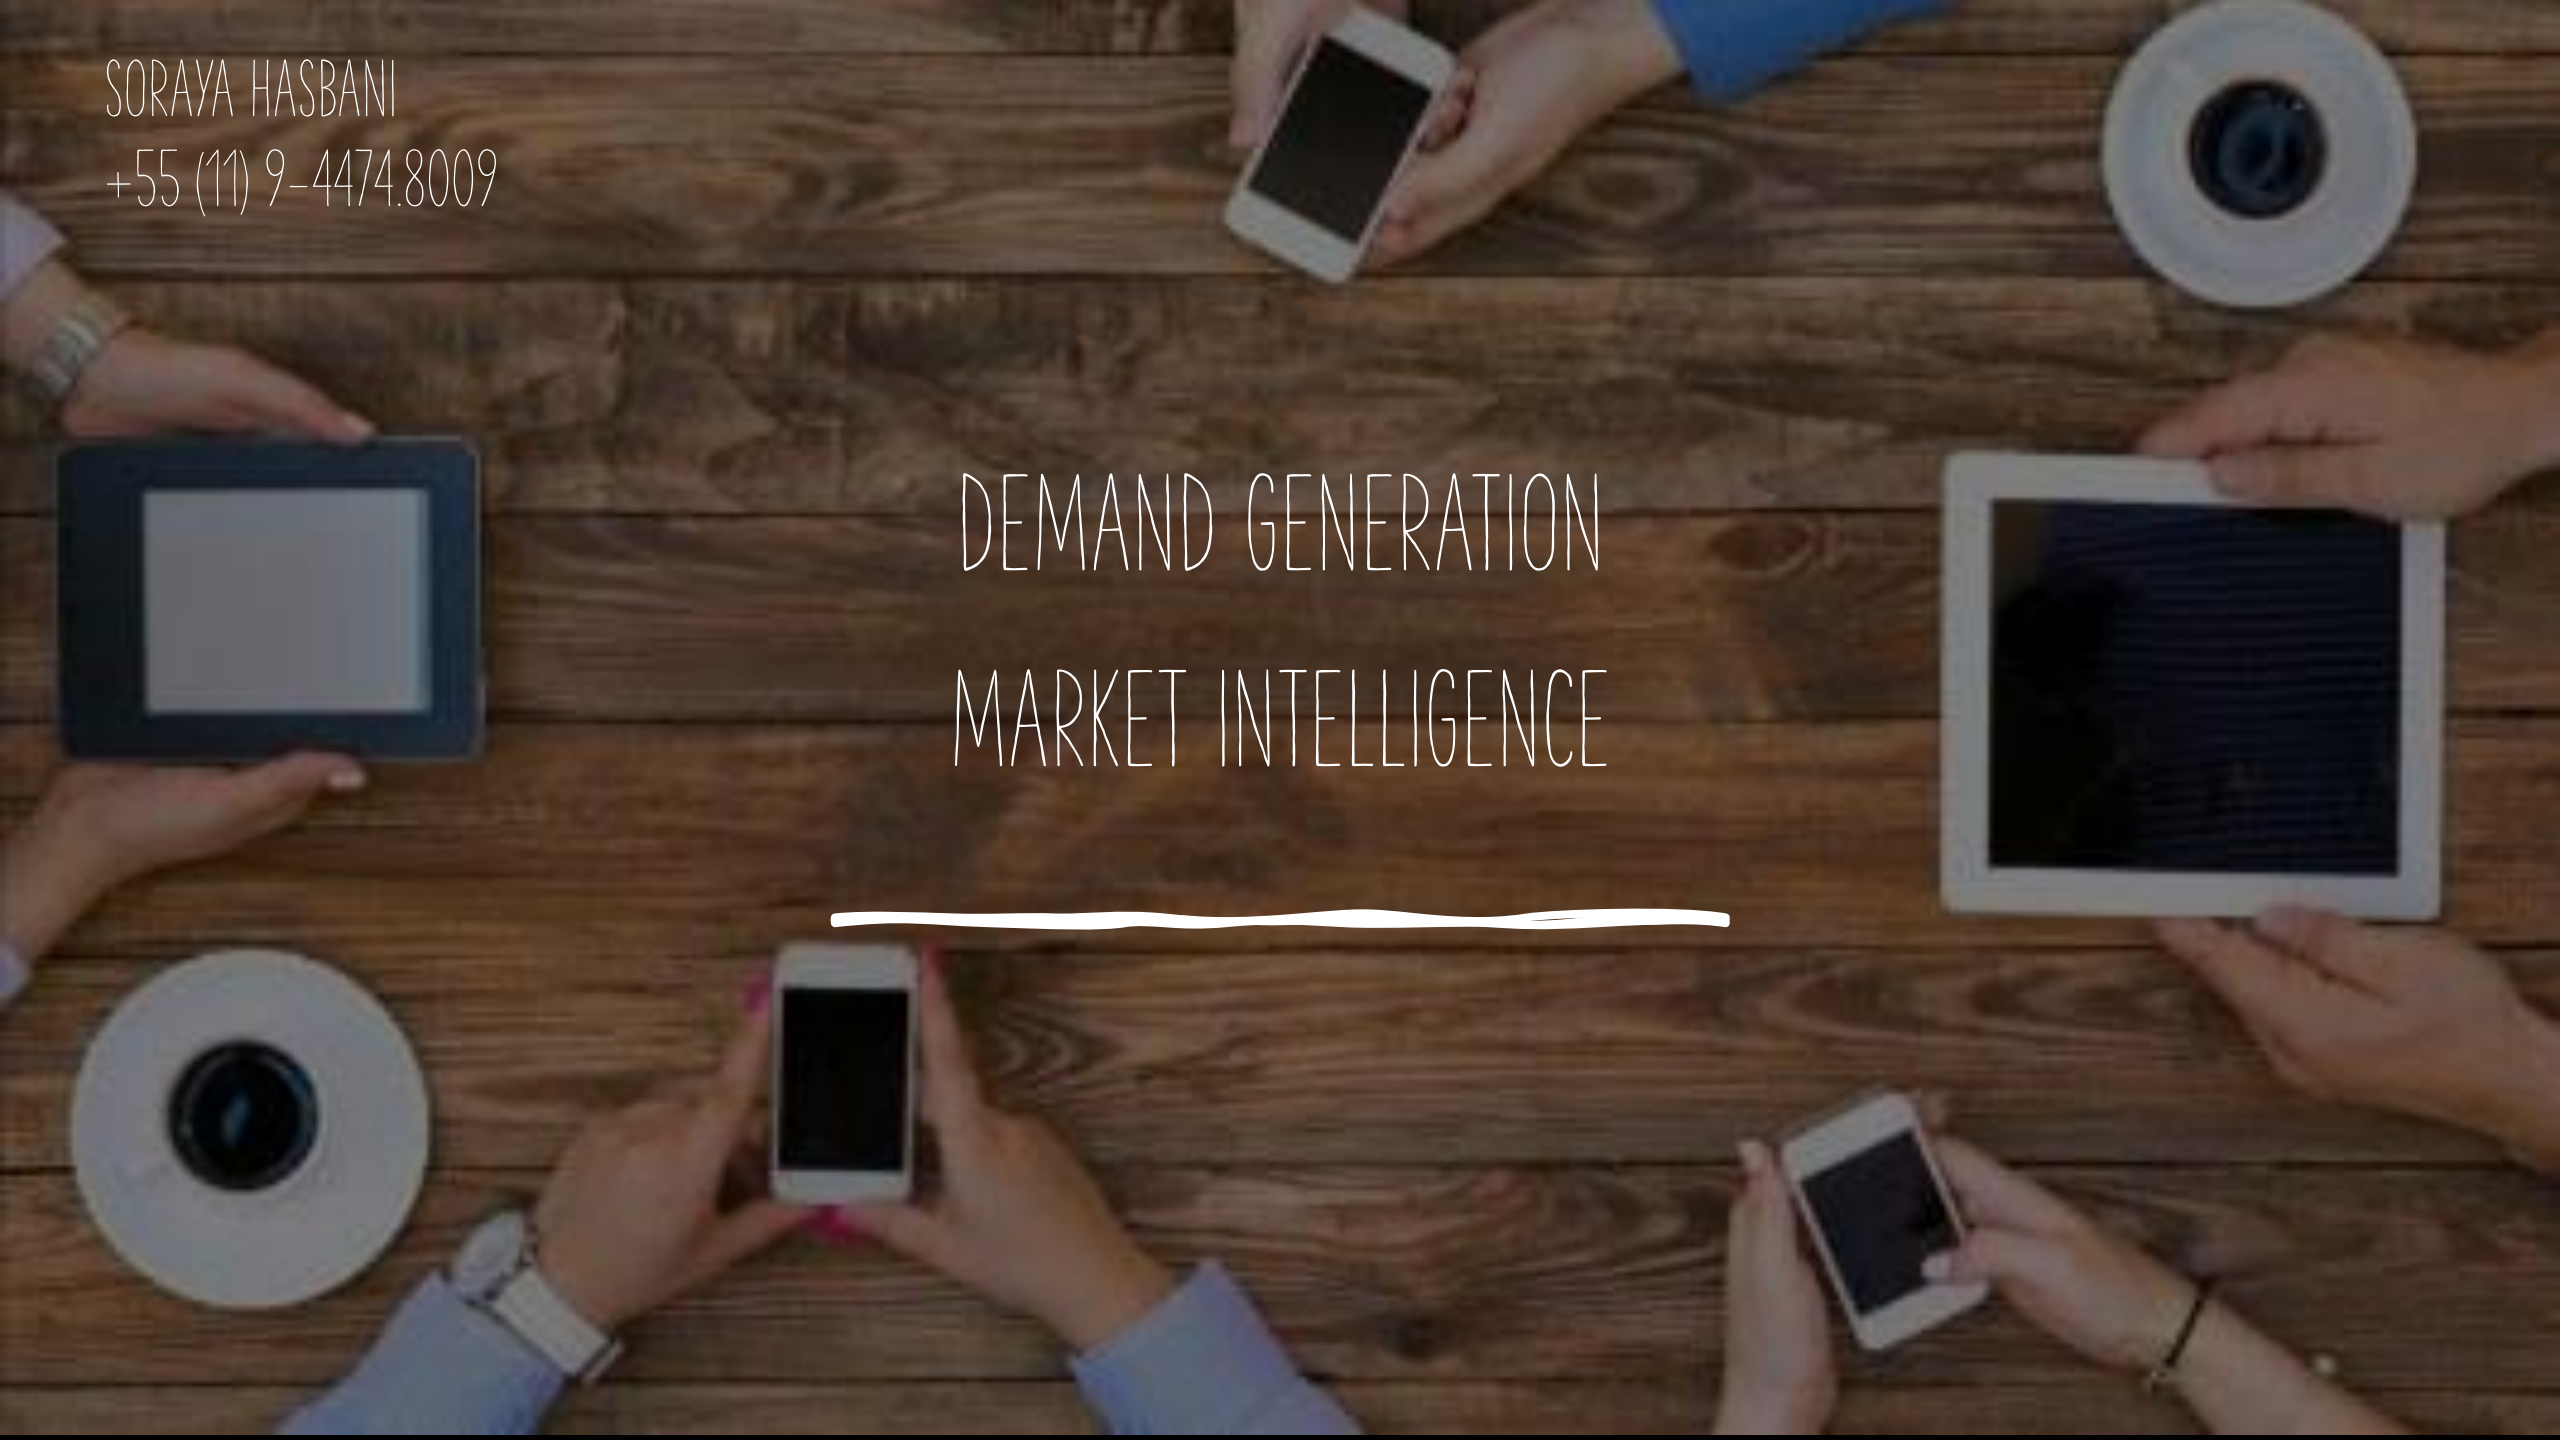 SORAYA HASBANI
+55 (11) 9-4474.8009
DEMAND GENERATION
MARKET INTELLIGENCE